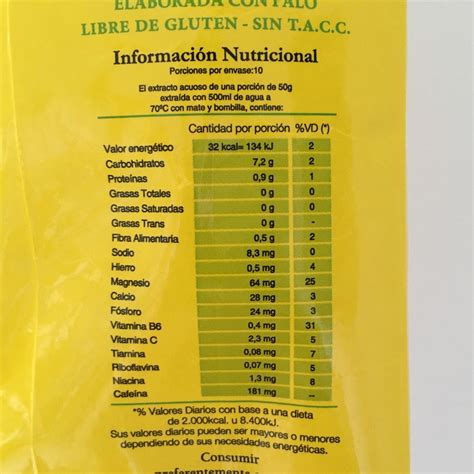 ELABORADA CON PALO
LIBRE DE GLUTEN - SIN T.A.C.C.
Información Nutricional
Porciones por envase:10
El extracto acuoso de una porción de 50g
extraída con 500ml de agua a
70ºC con mate y bombilla, contiene:
Cantidad por porción %VD (*)
Valor energético 32 kcal= 134 kJ 2
Carbohidratos 7,2 g 2
Proteínas 0,9 g 1
Grasas Totales 0 g 0
Grasas Saturadas 0 g 0
Grasas Trans 0 g -
Fibra Alimentaria 0,5 g 2
Sodio 8,3 mg 0
Hierro 0,5 mg 4
Magnesio 64 mg 25
Calcio 28 mg 3
Fósforo 24 mg 3
Vitamina B6 0,4 mg 31
Vitamina C 2,3 mg 5
Tiamina 0,08 mg 7
Riboflavina 0,07 mg 5
Niacina 1,3 mg 8
Cafeína 181 mg --
*% Valores Diarios con base a una dieta
de 2.000kcal. u 8.400kJ.
Sus valores diarios pueden ser mayores o menores
dependiendo de sus necesidades energéticas.
Consumir
preferentemente